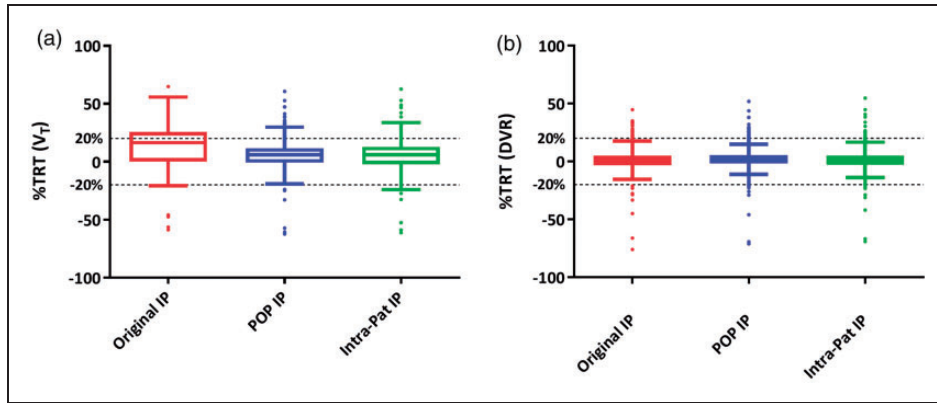 (a)
100
50
20%
0
-20%
-50
-100
%TRT (VT)
Original IP
POP IP
Intra-Pat IP
(b)
100
50
20%
0
-20%
-50
-100
%TRT (DVR)
Original IP
POP IP
Intra-Pat IP